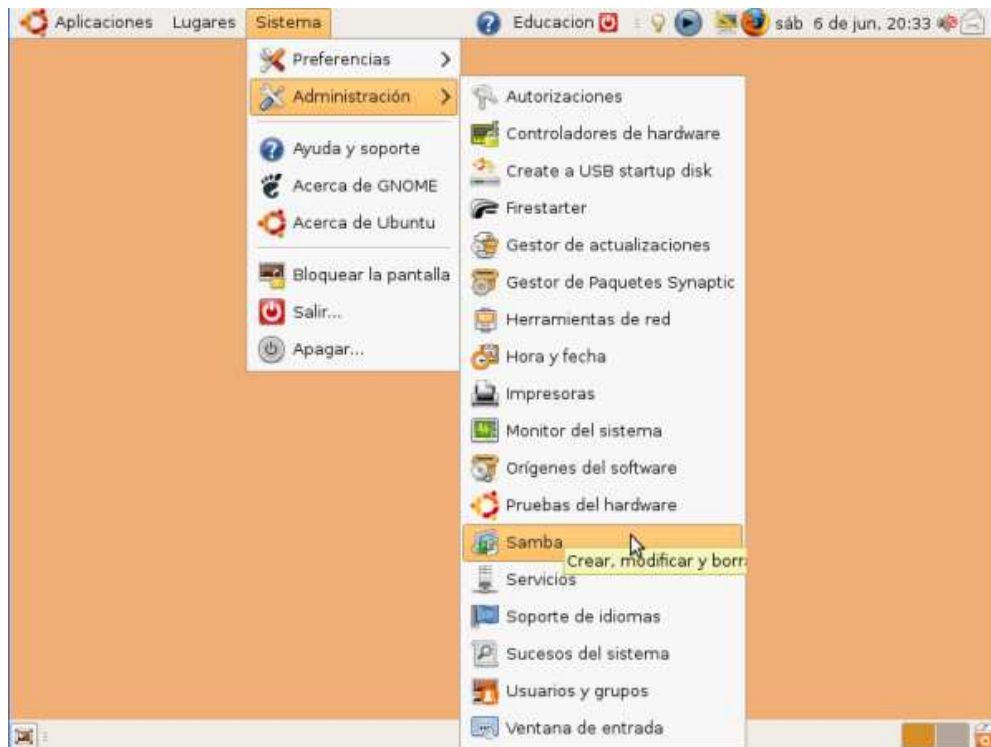 Aplicaciones Lugares Sistema Educacion sáb 6 de jun, 20:33
Preferencias
Administración
Ayuda y soporte
Acerca de GNOME
Acerca de Ubuntu
Bloquear la pantalla
Salir...
Apagar...
Autorizaciones
Controladores de hardware
Create a USB startup disk
Firestarter
Gestor de actualizaciones
Gestor de Paquetes Synaptic
Herramientas de red
Hora y fecha
Impresoras
Monitor del sistema
Orígenes del software
Pruebas del hardware
Samba
Crear, modificar y borr
Servicios
Soporte de idiomas
Sucesos del sistema
Usuarios y grupos
Ventana de entrada